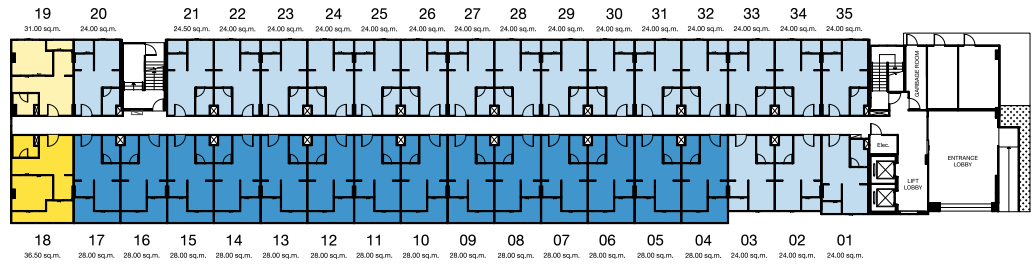 19 20 21 22 23 24 25 26 27 28 29 30 31 32 33 34 35
31.00 sq.m. 24.00 sq.m. 24.50 sq.m. 24.00 sq.m. 24.00 sq.m. 24.00 sq.m. 24.00 sq.m. 24.00 sq.m. 24.00 sq.m. 24.00 sq.m. 24.00 sq.m. 24.00 sq.m. 24.00 sq.m. 24.00 sq.m. 24.00 sq.m. 24.00 sq.m. 24.00 sq.m.
GARBAGE ROOM
Elec.
ENTRANCE
LOBBY
LIFT
LOBBY
18 17 16 15 14 13 12 11 10 09 08 07 06 05 04 03 02 01
36.50 sq.m. 28.00 sq.m. 28.00 sq.m. 28.00 sq.m. 28.00 sq.m. 28.00 sq.m. 28.00 sq.m. 28.00 sq.m. 28.00 sq.m. 28.00 sq.m. 28.00 sq.m. 28.00 sq.m. 28.00 sq.m. 28.00 sq.m. 28.00 sq.m. 24.00 sq.m. 24.00 sq.m. 24.00 sq.m.